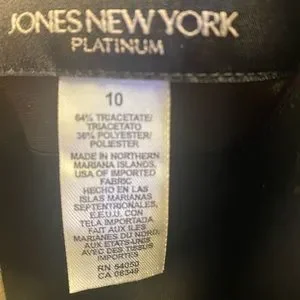 JONES NEW YORK
PLATINUM
10
64% TRIACETATE/
TRIACETATO
36% POLYESTER/
POLIESTER
MADE IN NORTHERN
MARIANA ISLANDS,
USA OF IMPORTED
FABRIC
HECHO EN LAS
ISLAS MARIANAS
SEPTENTRIONALES,
E.E.U.U. CON
TELA IMPORTADA
FAIT AUX ILES
MARIANES DU NORD,
AUX ETATS-UNIS
AVEC DES TISSUS
IMPORTES
RN 54050
CA 08349